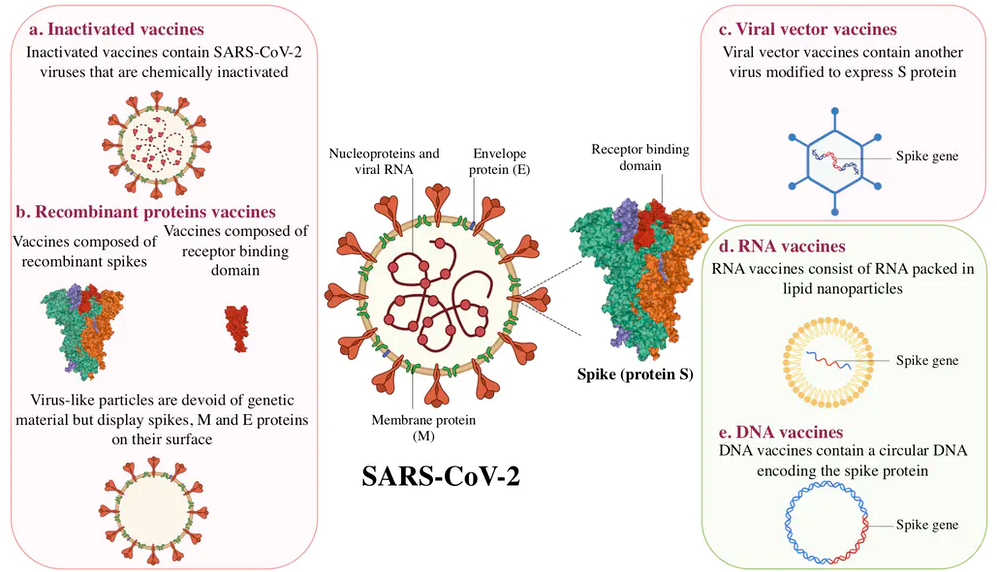 a. Inactivated vaccines
Inactivated vaccines contain SARS-CoV-2
viruses that are chemically inactivated
b. Recombinant proteins vaccines
Vaccines composed of
recombinant spikes
Vaccines composed of
receptor binding
domain
Virus-like particles are devoid of genetic
material but display spikes, M and E proteins
on their surface
Nucleoproteins and
viral RNA
Envelope
protein (E)
Receptor binding
domain
Spike (protein S)
Membrane protein
(M)
SARS-CoV-2
c. Viral vector vaccines
Viral vector vaccines contain another
virus modified to express S protein
Spike gene
d. RNA vaccines
RNA vaccines consist of RNA packed in
lipid nanoparticles
Spike gene
e. DNA vaccines
DNA vaccines contain a circular DNA
encoding the spike protein
Spike gene